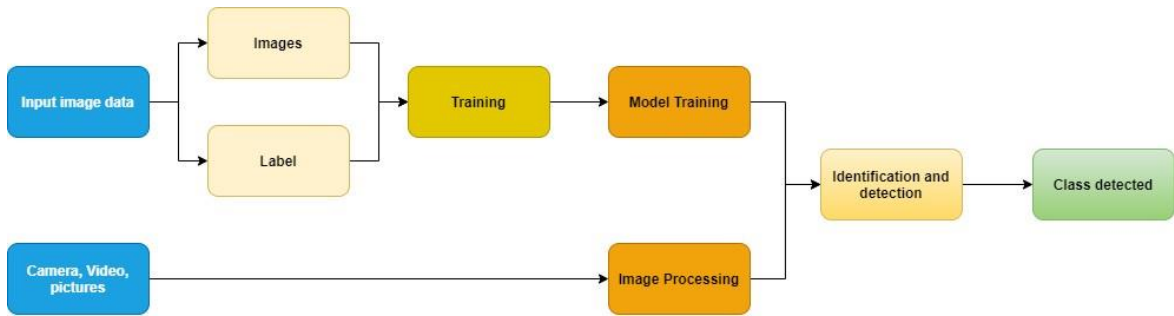 Images
Input image data
Training
Model Training
Label
Identification and
detection
Class detected
Camera, Video,
pictures
Image Processing